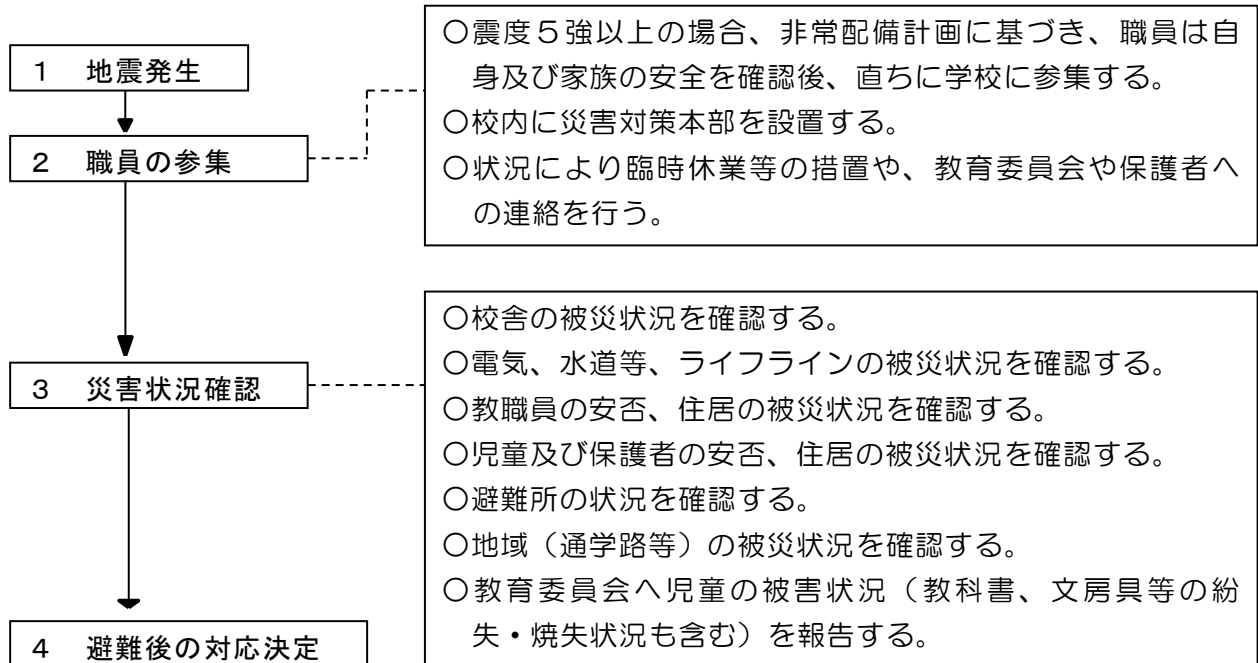 １　地震発生
２　職員の参集
〇震度５強以上の場合、非常配備計画に基づき、職員は自
身及び家族の安全を確認後、直ちに学校に参集する。
〇校内に災害対策本部を設置する。
〇状況により臨時休業等の措置や、教育委員会や保護者へ
の連絡を行う。
３　災害状況確認
〇校舎の被災状況を確認する。
〇電気、水道等、ライフラインの被災状況を確認する。
〇教職員の安否、住居の被災状況を確認する。
〇児童及び保護者の安否、住居の被災状況を確認する。
〇避難所の状況を確認する。
〇地域（通学路等）の被災状況を確認する。
〇教育委員会へ児童の被害状況（教科書、文房具等の紛
失・焼失状況も含む）を報告する。
４　避難後の対応決定